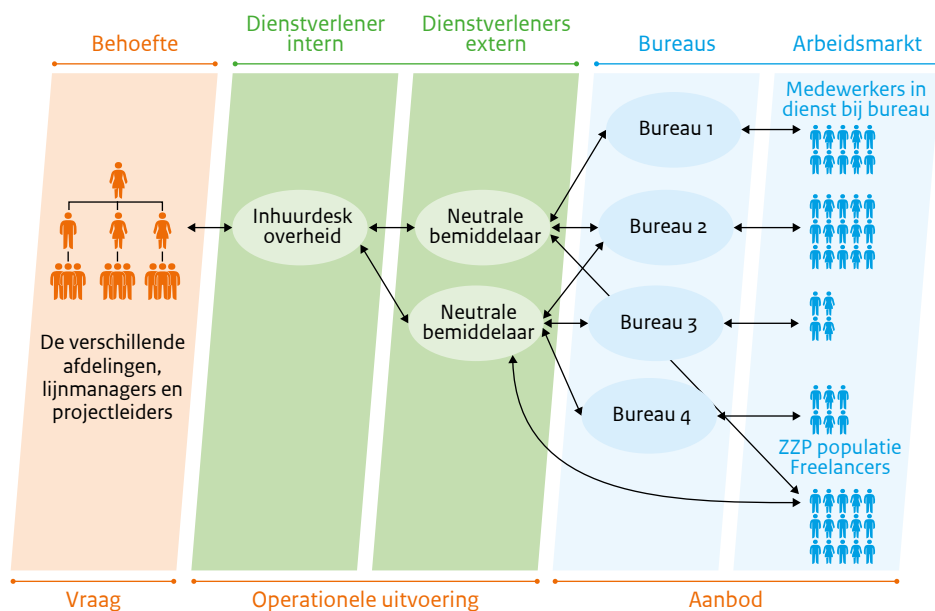 Behoefte
Dienstverlener
intern
Dienstverleners
extern
Bureaus
Arbeidsmarkt
Medewerkers in
dienst bij bureau
Bureau 1
Inhuurdesk
overheid
Neutrale
bemiddelaar
Bureau 2
Neutrale
bemiddelaar
Bureau 3
De verschillende
afdelingen,
lijnmanagers en
projectleiders
Bureau 4
ZZP populatie
Freelancers
Vraag
Operationele uitvoering
Aanbod